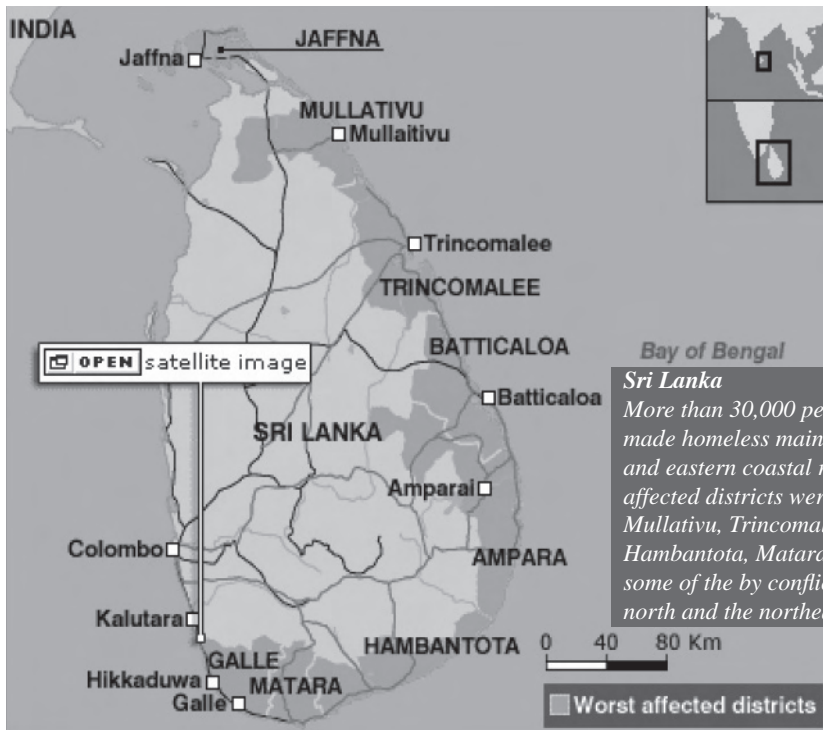 INDIA
JAFFNA
Jaffna
MULLATIVU
Mullaitivu
Trincomalee
TRINCOMALEE
BATTICALOA
Bay of Bengal
OPEN satellite image
Sri Lanka
More than 30,000 pe
made homeless main
and eastern coastal
affected districts wer
Mullativu, Trincomal
Hambantota, Matara
some of the by conflic
north and the northea
Batticaloa
SRI LANKA
Amparai
Colombo
AMPARA
Kalutara
HAMBANTOTA
0 40 80 Km
GALLE
Hikkaduwa
MATARA
Galle
Worst affected districts